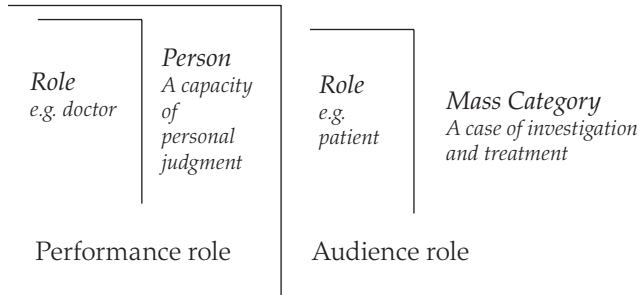 Role
e.g. doctor
Person
A capacity
of
personal
judgment
Performance role
Role
e.g.
patient
Mass Category
A case of investigation
and treatment
Audience role